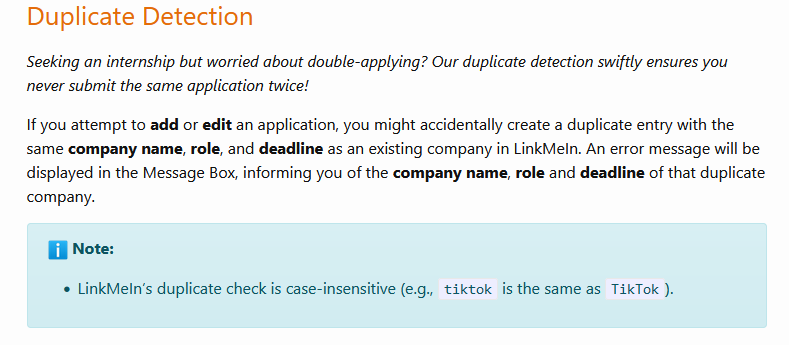 Duplicate Detection
Seeking an internship but worried about double-applying? Our duplicate detection swiftly ensures you
never submit the same application twice!
If you attempt to add or edit an application, you might accidentally create a duplicate entry with the
same company name, role, and deadline as an existing company in LinkMeIn. An error message will be
displayed in the Message Box, informing you of the company name, role and deadline of that duplicate
company.
ℹ️ Note:
• LinkMeIn's duplicate check is case-insensitive (e.g., tiktok is the same as TikTok ).